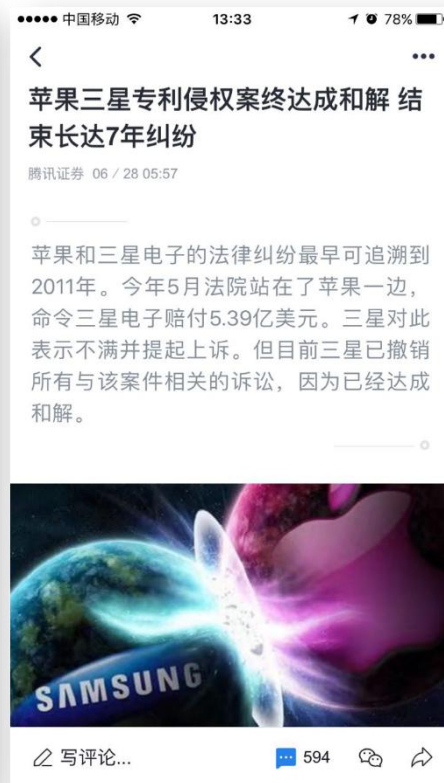 中国移动 13:33 78%
苹果三星专利侵权案终达成和解 结
束长达7年纠纷
腾讯证券 06 / 28 05:57
苹果和三星电子的法律纠纷最早可追溯到
2011年。今年5月法院站在了苹果一边，
命令三星电子赔付5.39亿美元。三星对此
表示不满并提起上诉。但目前三星已撤销
所有与该案件相关的诉讼，因为已经达成
和解。
SAMSUNG
写评论... 594